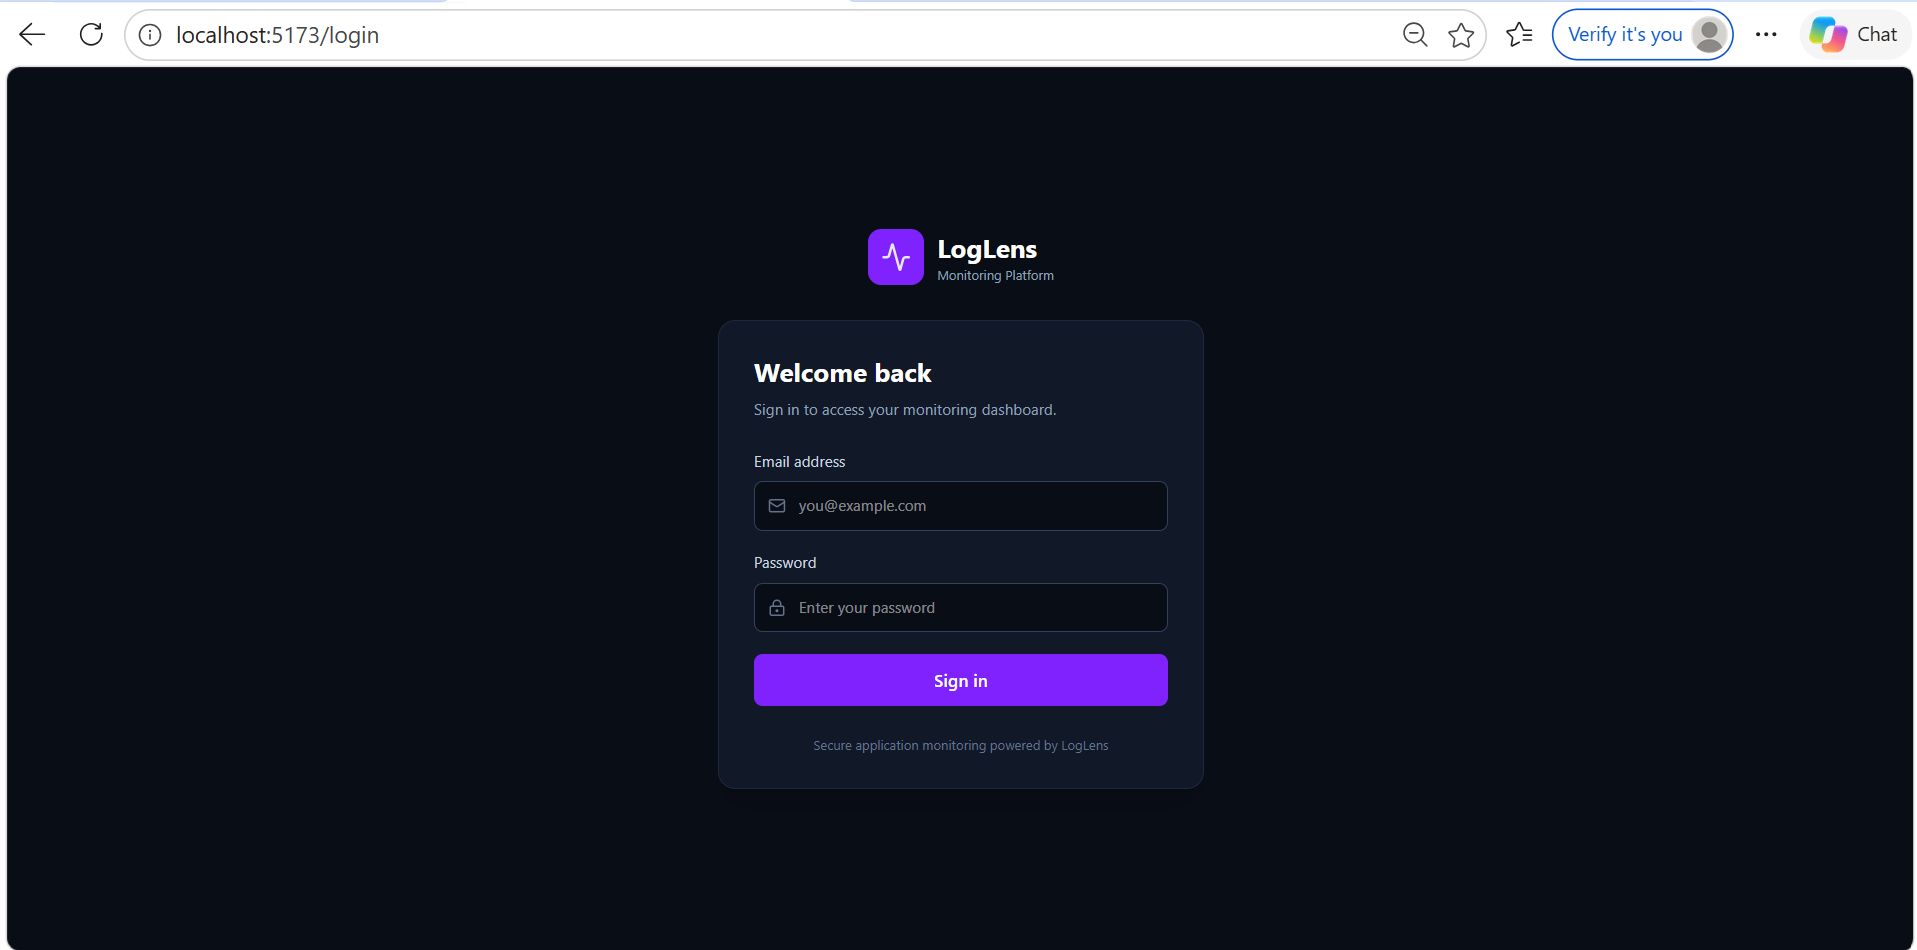 localhost:5173/login
Verify it's you
Chat
LogLens
Monitoring Platform
Welcome back
Sign in to access your monitoring dashboard.
Email address
you@example.com
Password
Enter your password
Sign in
Secure application monitoring powered by LogLens